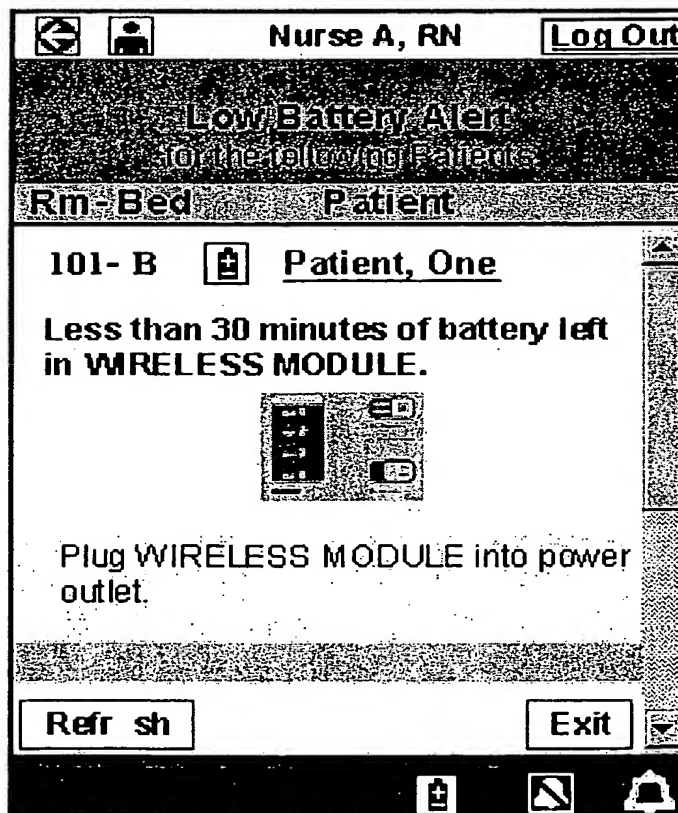 Nurse A, RN Log Out
Low Battery Alert
for the following Patients
Rm-Bed Patient
101- B Patient, One
Less than 30 minutes of battery left
in WIRELESS MODULE.
Plug WIRELESS MODULE into power
outlet.
Refr sh Exit